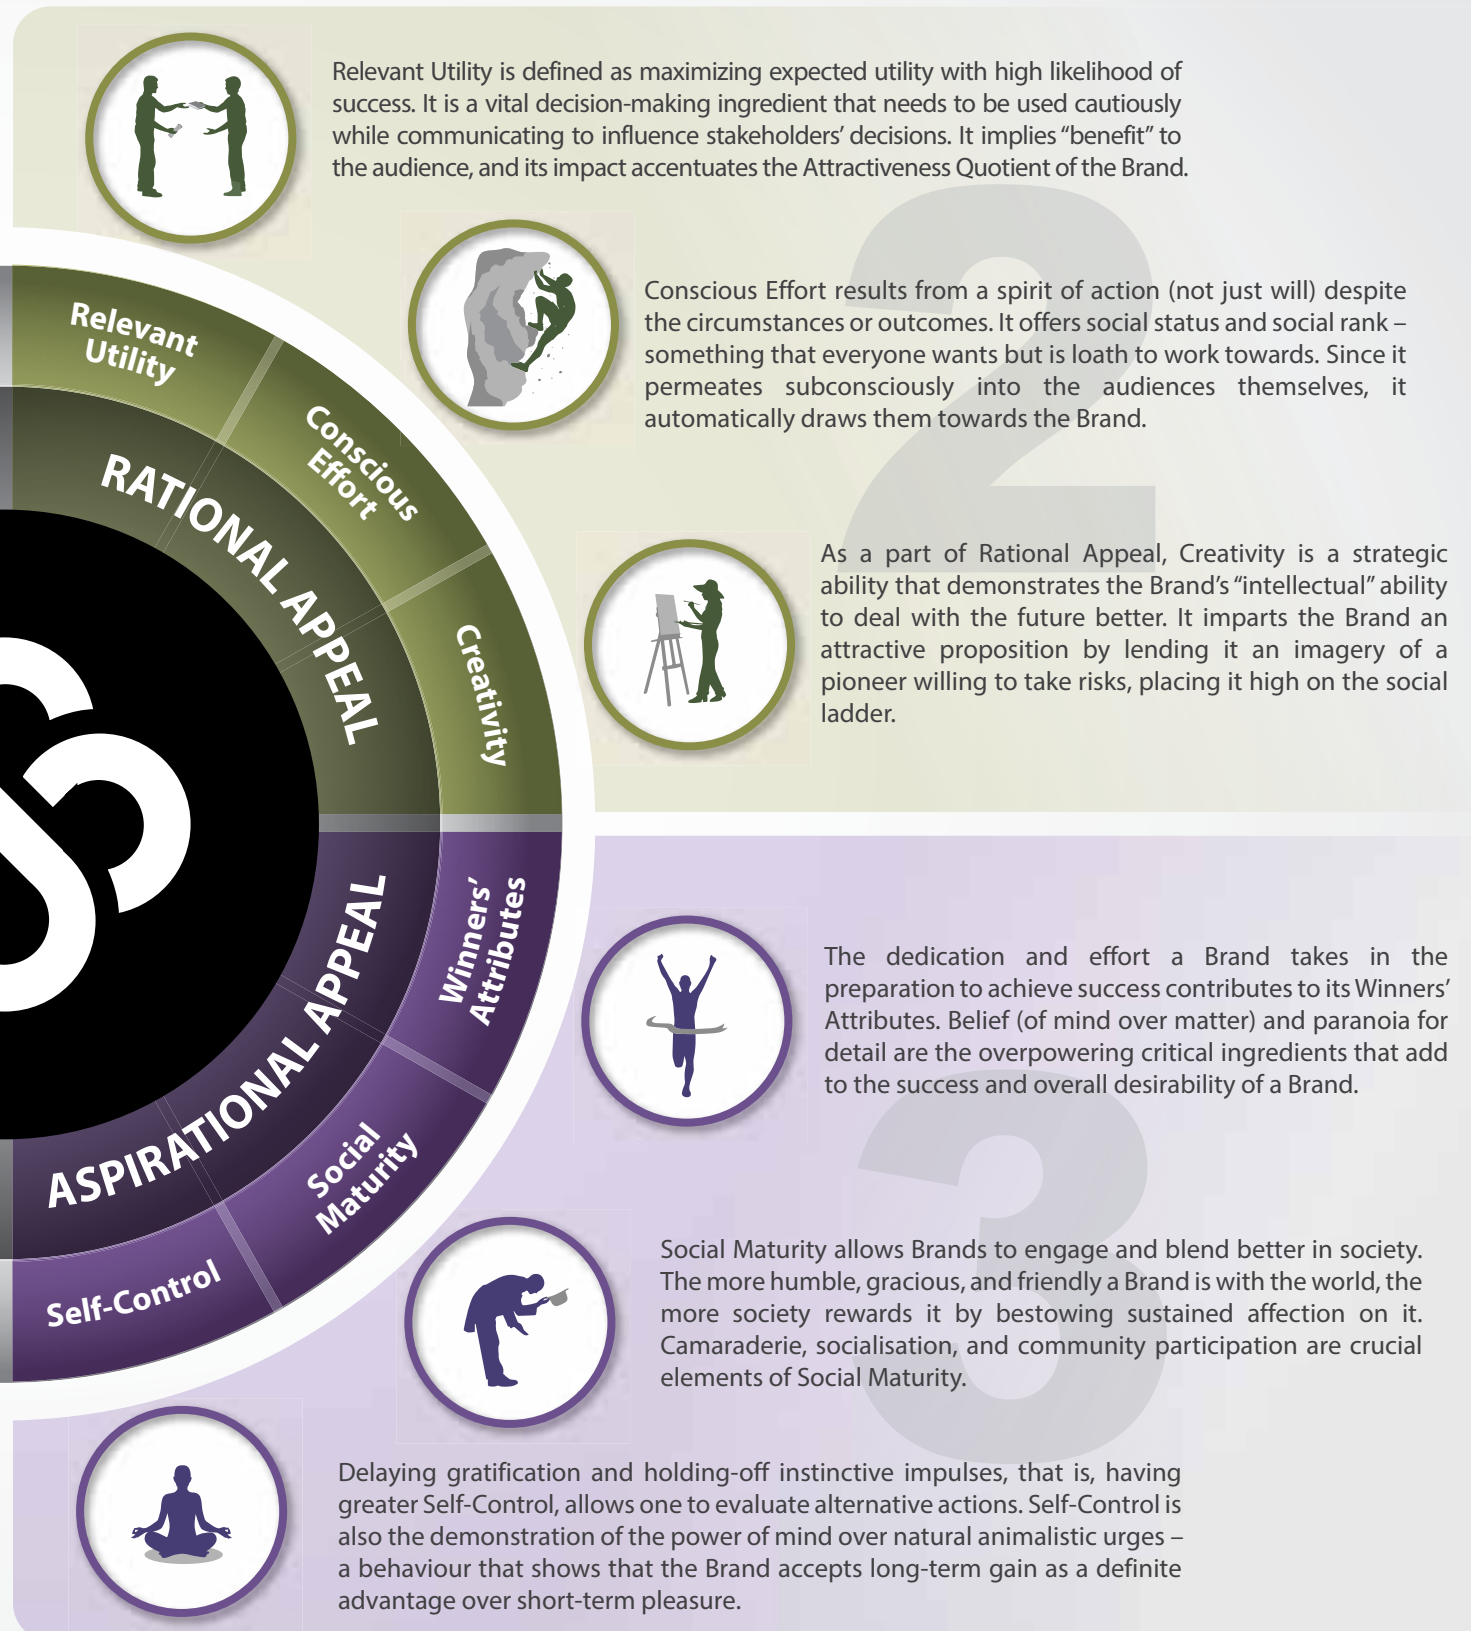 Relevant Utility is defined as maximizing expected utility with high likelihood of
success. It is a vital decision-making ingredient that needs to be used cautiously
while communicating to influence stakeholders’ decisions. It implies “benefit” to
the audience, and its impact accentuates the Attractiveness Quotient of the Brand.
2
Conscious Effort results from a spirit of action (not just will) despite
the circumstances or outcomes. It offers social status and social rank –
something that everyone wants but is loath to work towards. Since it
permeates subconsciously into the audiences themselves, it
automatically draws them towards the Brand.
As a part of Rational Appeal, Creativity is a strategic
ability that demonstrates the Brand’s “intellectual” ability
to deal with the future better. It imparts the Brand an
attractive proposition by lending it an imagery of a
pioneer willing to take risks, placing it high on the social
ladder.
Relevant
Utility
Conscious
Effort
Creativity
RATIONAL APPEAL
ASPIRATIONAL APPEAL
Winners’
Attributes
Social
Maturity
Self-Control
The dedication and effort a Brand takes in the
preparation to achieve success contributes to its Winners’
Attributes. Belief (of mind over matter) and paranoia for
detail are the overpowering critical ingredients that add
to the success and overall desirability of a Brand.
3
Social Maturity allows Brands to engage and blend better in society.
The more humble, gracious, and friendly a Brand is with the world, the
more society rewards it by bestowing sustained affection on it.
Camaraderie, socialisation, and community participation are crucial
elements of Social Maturity.
Delaying gratification and holding-off instinctive impulses, that is, having
greater Self-Control, allows one to evaluate alternative actions. Self-Control is
also the demonstration of the power of mind over natural animalistic urges –
a behaviour that shows that the Brand accepts long-term gain as a definite
advantage over short-term pleasure.